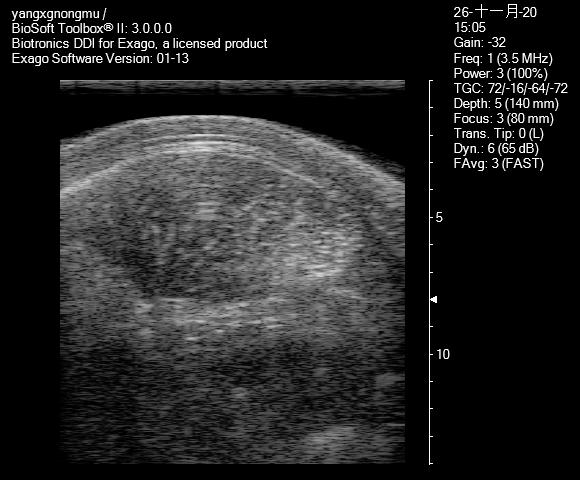 yangxgnongmu /
BioSoft Toolbox® II: 3.0.0.0
Biotronics DDI for Exago, a licensed product
Exago Software Version: 01-13
26-十一月-20
15:05
Gain: -32
Freq: 1 (3.5 MHz)
Power: 3 (100%)
TGC: 72/-16/-64/-72
Depth: 5 (140 mm)
Focus: 3 (80 mm)
Trans. Tip: 0 (L)
Dyn.: 6 (65 dB)
FAvg: 3 (FAST)
5
10